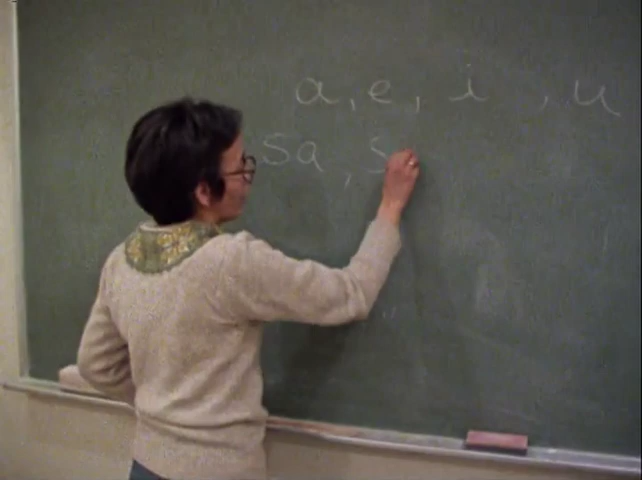 a, e, i , u
sa, s